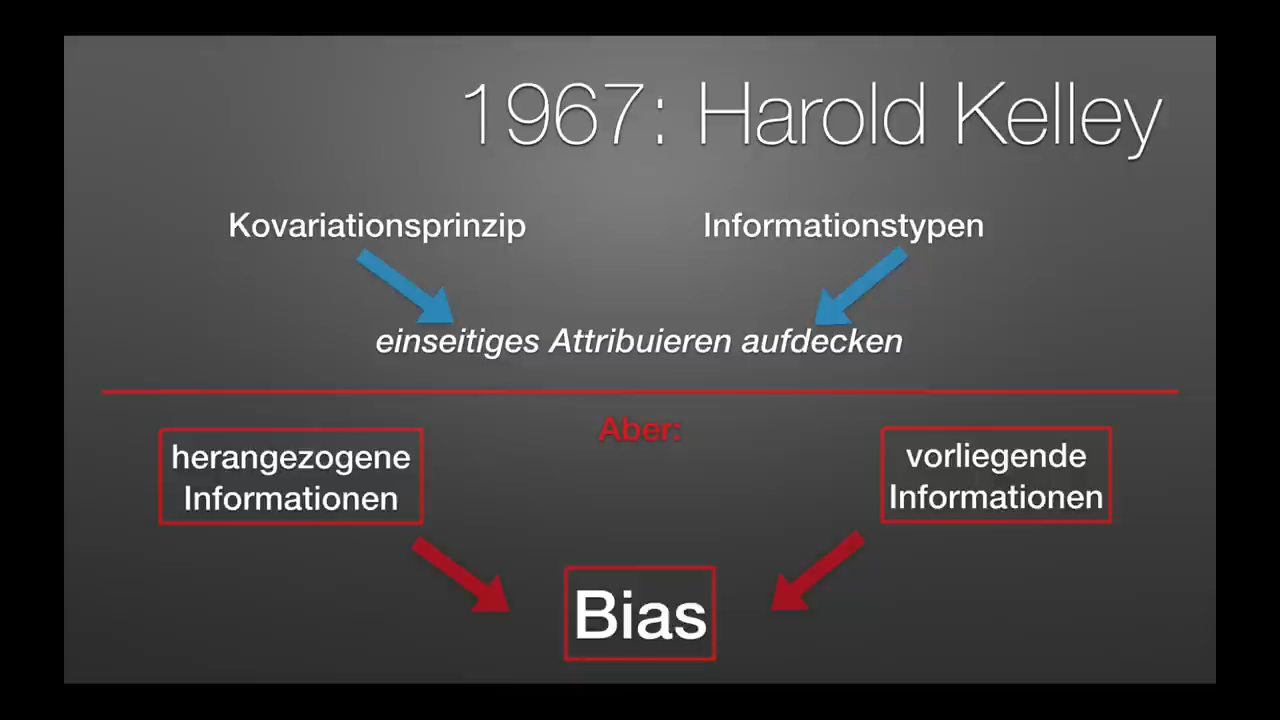 1967: Harold Kelley
Kovariationsprinzip
Informationstypen
einseitiges Attribuieren aufdecken
Aber:
herangezogene
Informationen
vorliegende
Informationen
Bias